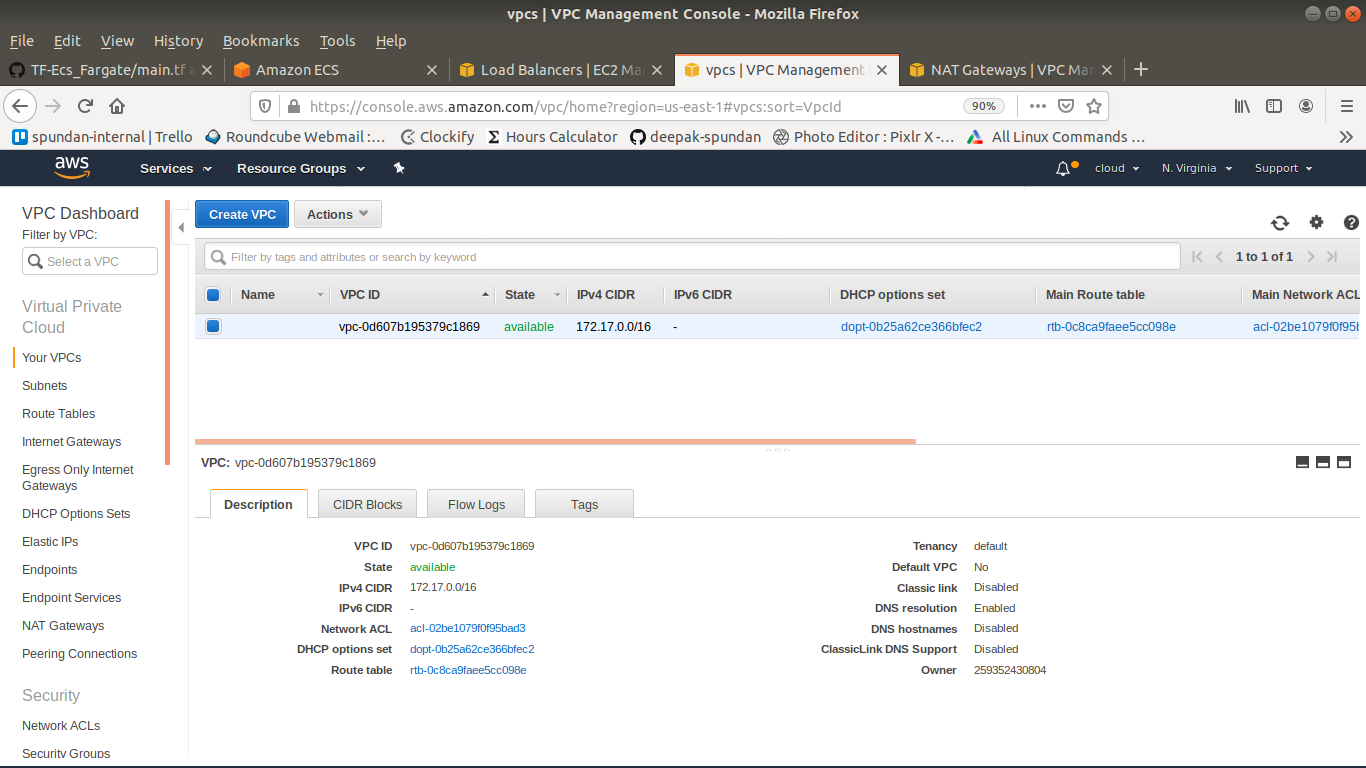 vpcs | VPC Management Console - Mozilla Firefox
File Edit View History Bookmarks Tools Help
TF-Ecs_Fargate/main.tf Amazon ECS Load Balancers | EC2 vpcs | VPC Management NAT Gateways | VPC
https://console.aws.amazon.com/vpc/home?region=us-east-1#vpcs:sort=VpcId 90%
spundan-internal | Trello Roundcube Webmail :... Clockify Hours Calculator deepak-spundan Photo Editor : Pixlr X -... All Linux Commands ...
aws Services Resource Groups cloud N. Virginia Support
VPC Dashboard
Filter by VPC:
Select a VPC
Virtual Private
Cloud
Your VPCs
Subnets
Route Tables
Internet Gateways
Egress Only Internet
Gateways
DHCP Options Sets
Elastic IPs
Endpoints
Endpoint Services
NAT Gateways
Peering Connections
Security
Network ACLs
Security Groups
Create VPC Actions
Filter by tags and attributes or search by keyword 1 to 1 of 1
Name VPC ID State IPv4 CIDR IPv6 CIDR DHCP options set Main Route table Main Network ACL
vpc-0d607b195379c1869 available 172.17.0.0/16 - dopt-0b25a62ce366bfec2 rtb-0c8ca9faee5cc098e acl-02be1079f0f95b
VPC: vpc-0d607b195379c1869
Description CIDR Blocks Flow Logs Tags
VPC ID vpc-0d607b195379c1869 Tenancy default
State available Default VPC No
IPv4 CIDR 172.17.0.0/16 Classic link Disabled
IPv6 CIDR - DNS resolution Enabled
Network ACL acl-02be1079f0f95bad3 DNS hostnames Disabled
DHCP options set dopt-0b25a62ce366bfec2 ClassicLink DNS Support Disabled
Route table rtb-0c8ca9faee5cc098e Owner 259352430804